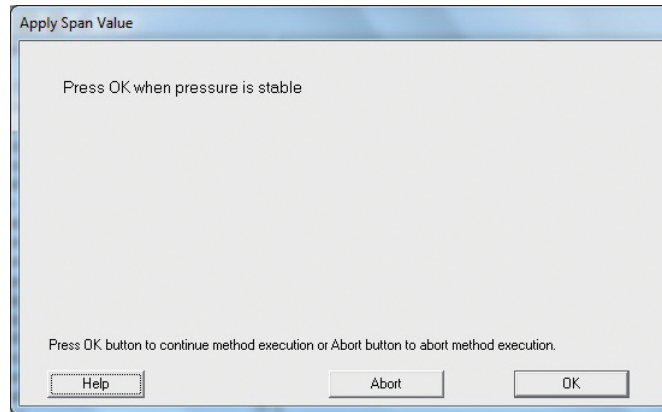 Apply Span Value
Press OK when pressure is stable
Press OK button to continue method execution or Abort button to abort method execution.
Help
Abort
OK